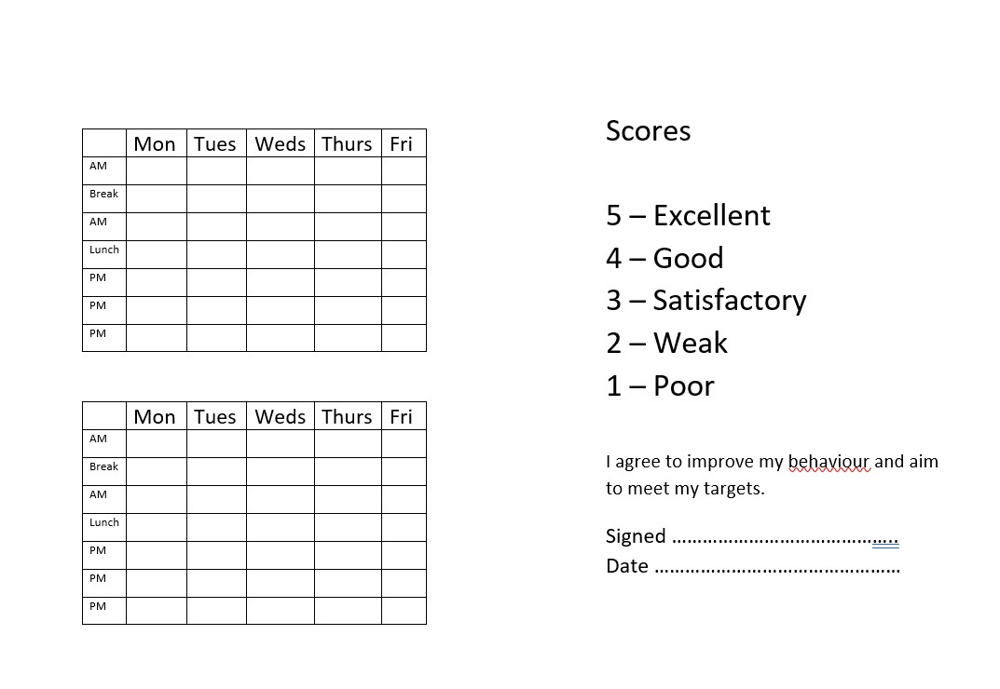 Mon Tues Weds Thurs Fri
AM
Break
AM
Lunch
PM
PM
PM
Mon Tues Weds Thurs Fri
AM
Break
AM
Lunch
PM
PM
PM
Scores
5 – Excellent
4 – Good
3 – Satisfactory
2 – Weak
1 – Poor
I agree to improve my behaviour and aim
to meet my targets.
Signed ……………………………………..
Date …………………………………………